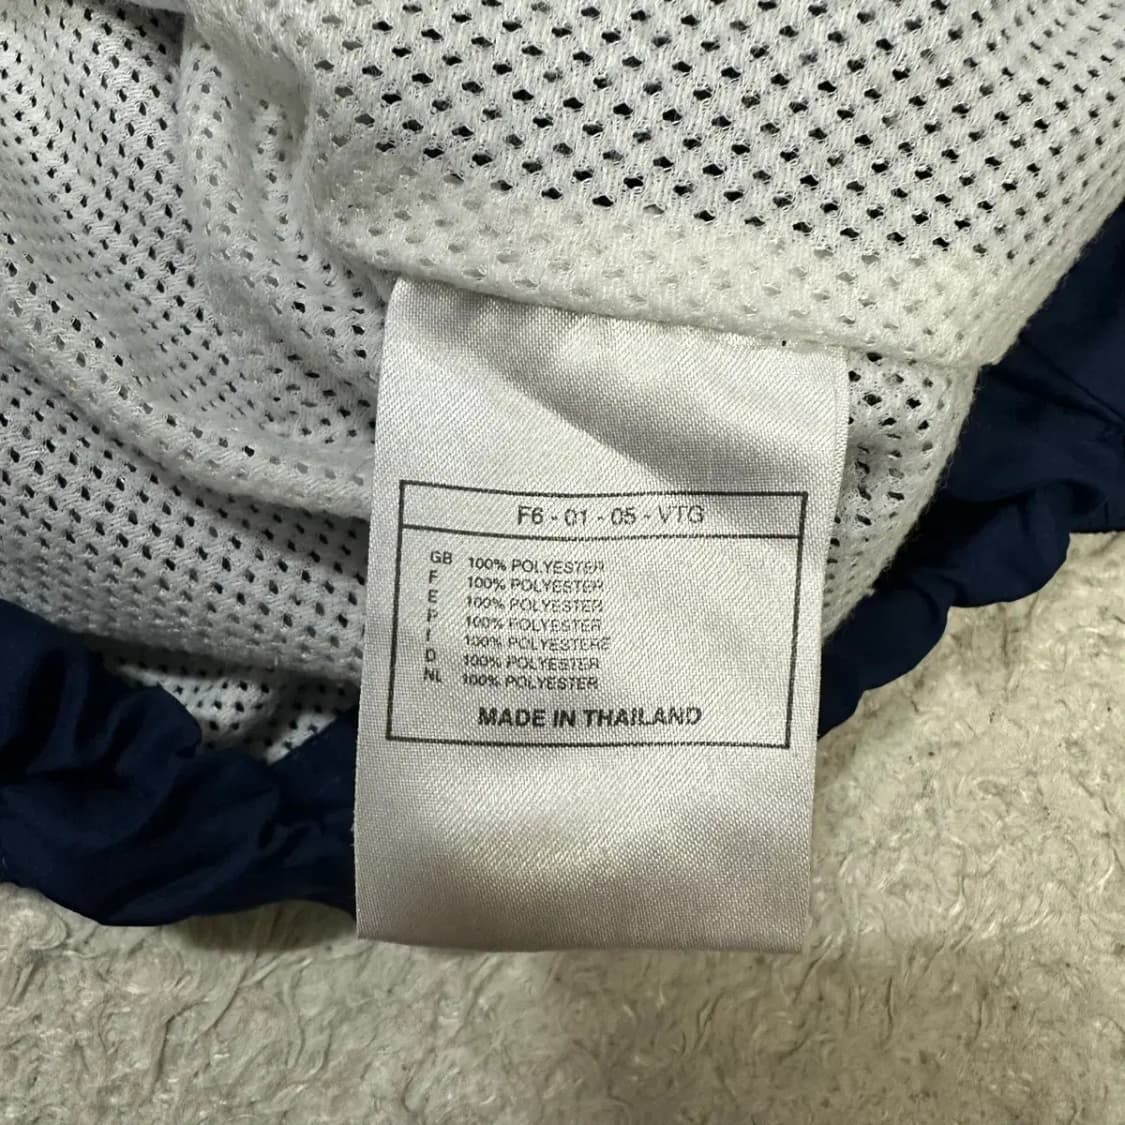 F6 - 01 - 05 - VTG
GB 100% POLYESTER
F 100% POLYESTER
E 100% POLYESTER
P 100% POLYESTER
I 100% POLYESTERE
D 100% POLYESTER
NL 100% POLYESTER
MADE IN THAILAND